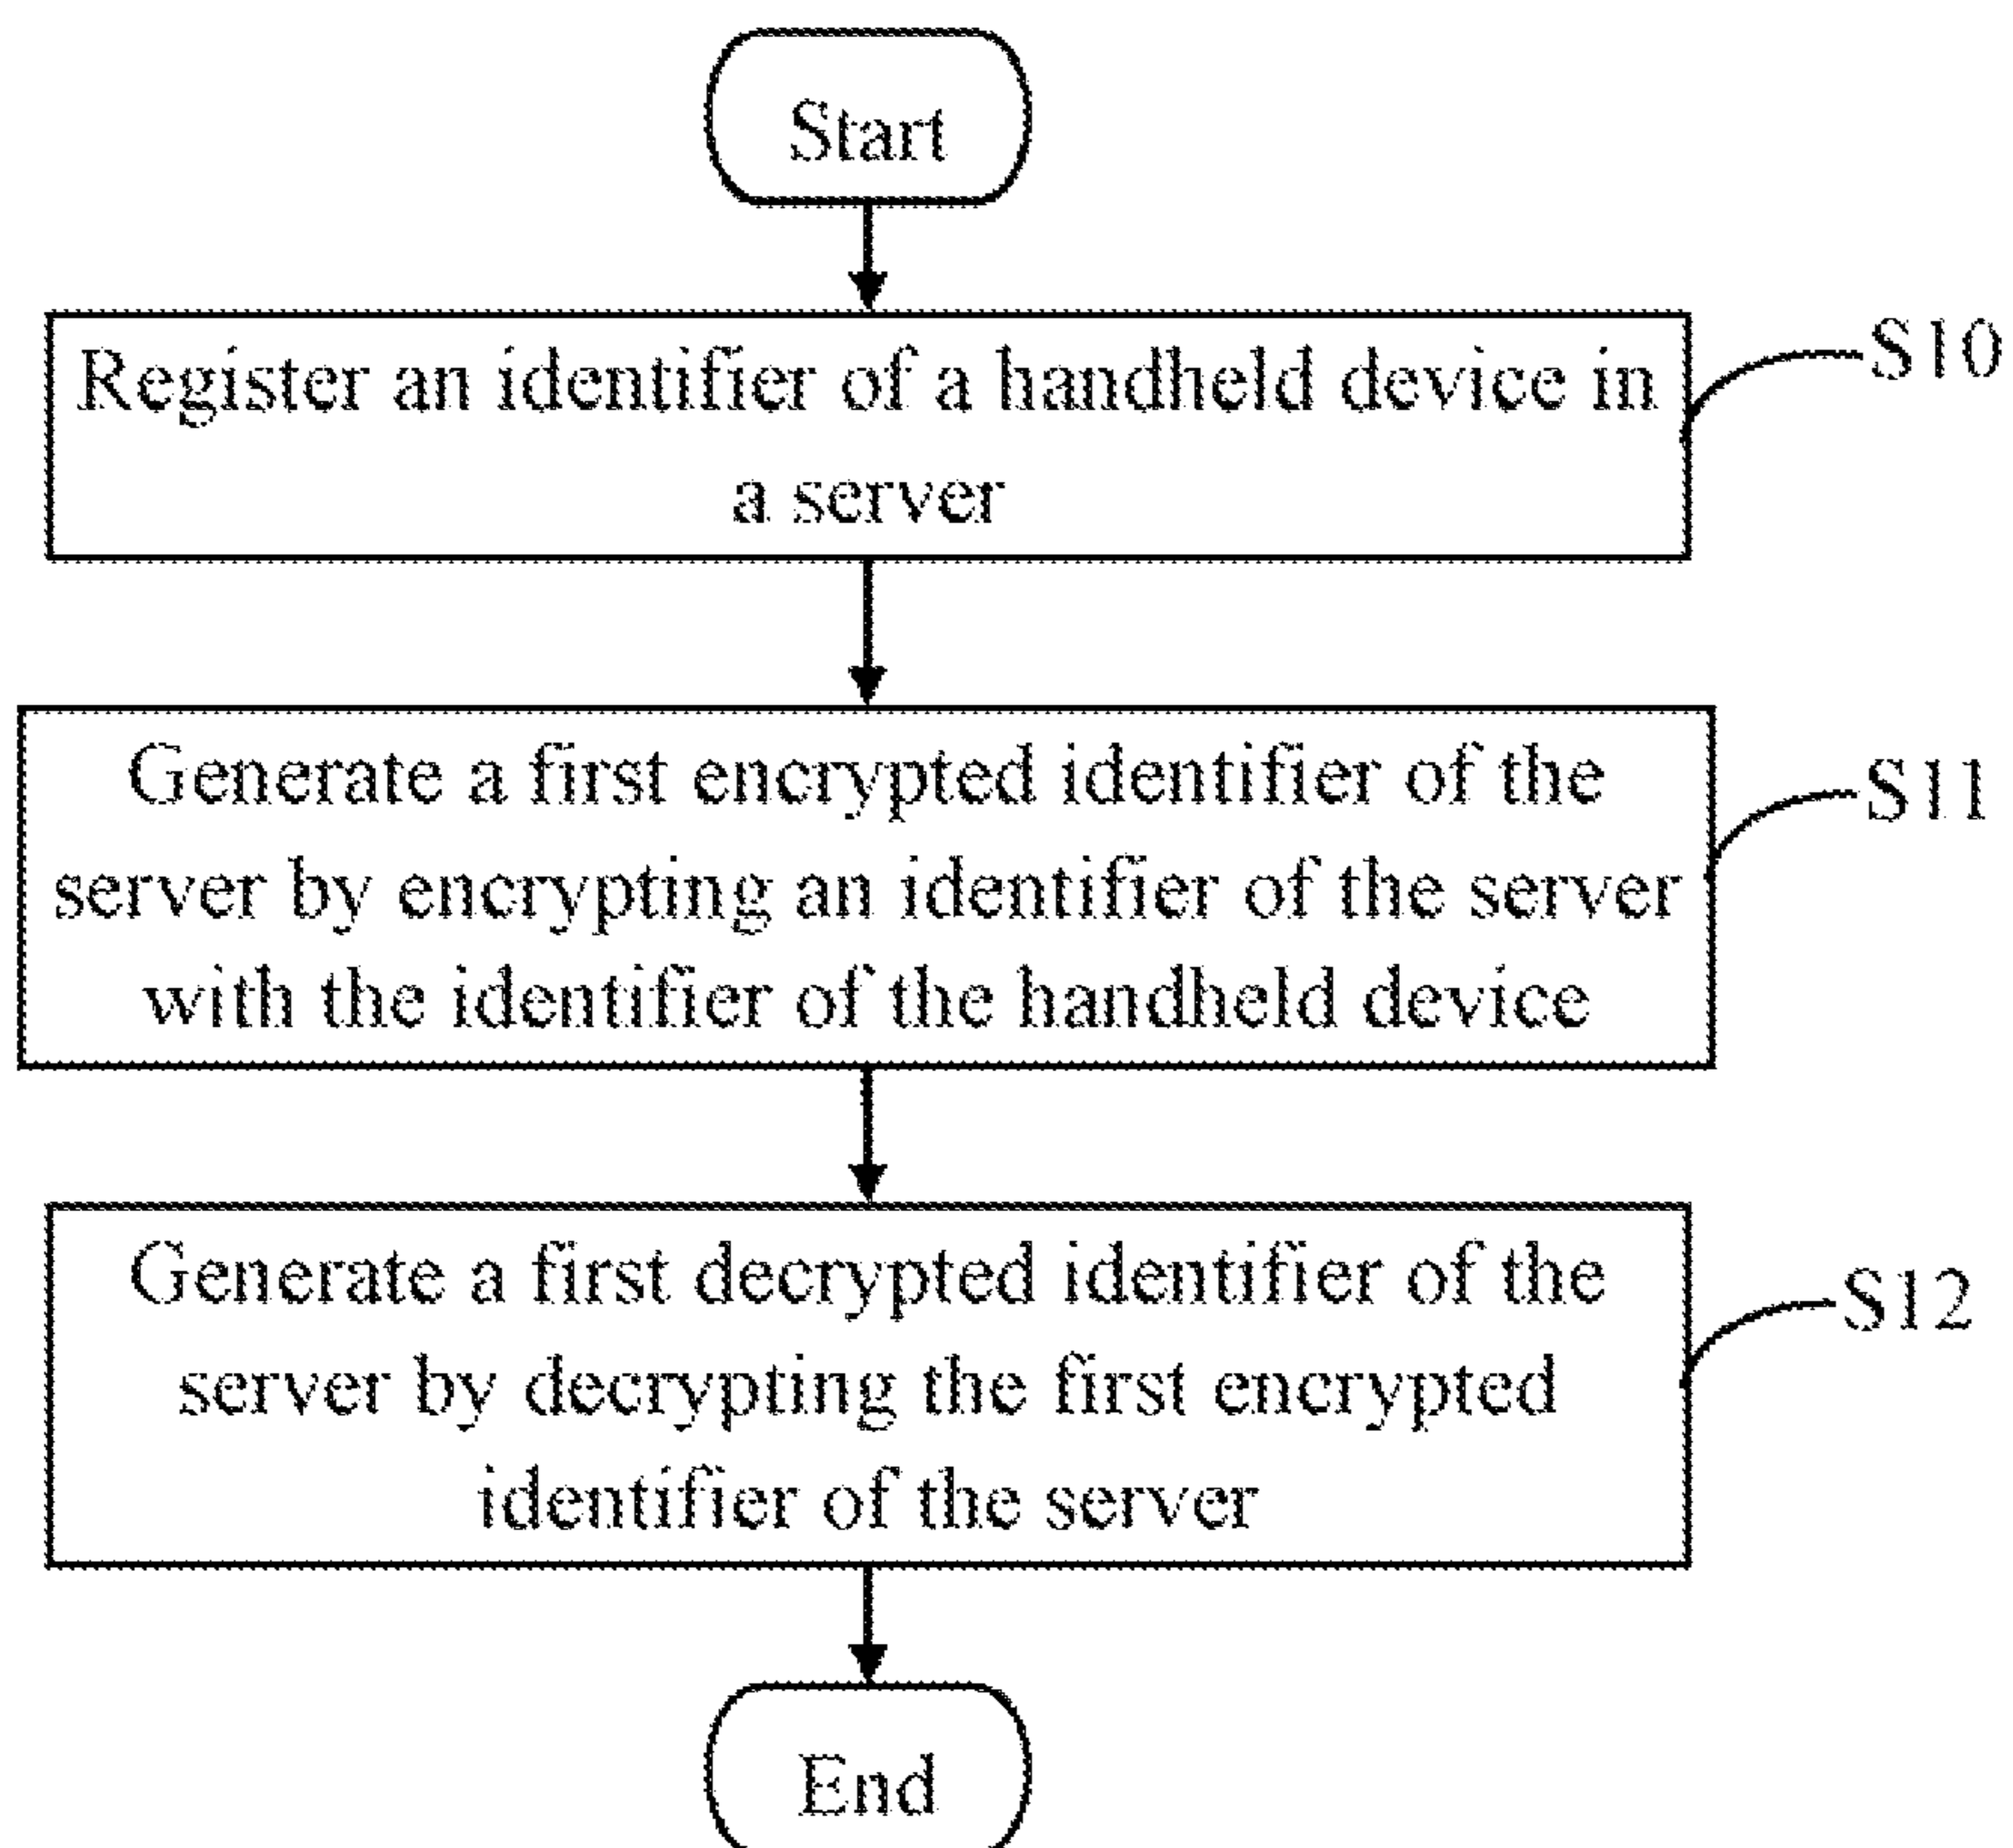 Start
Register an identifier of a handheld device in
a server
S10
Generate a first encrypted identifier of the
server by encrypting an identifier of the server
with the identifier of the handheld device
S11
Generate a first decrypted identifier of the
server by decrypting the first encrypted
identifier of the server
S12
End